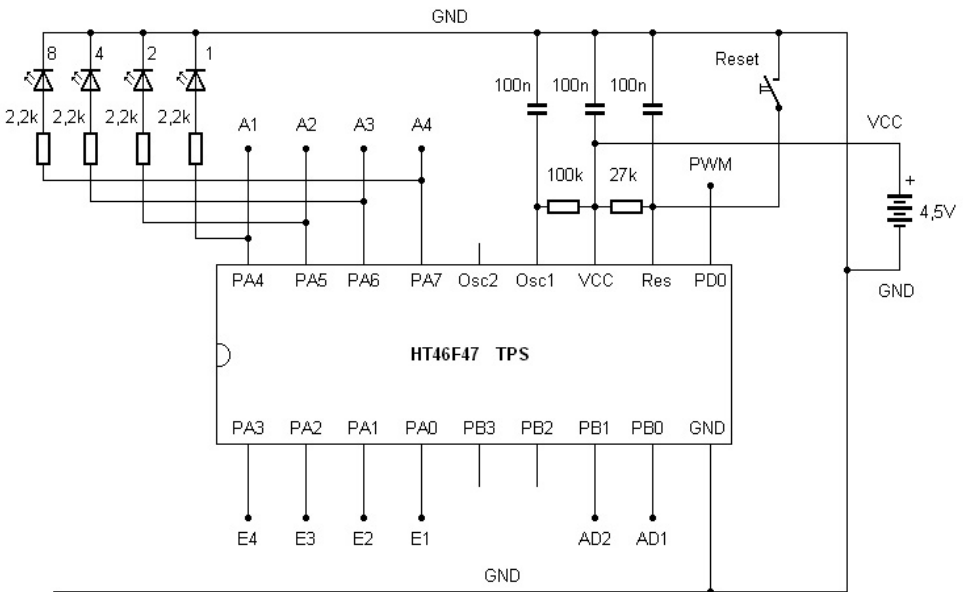 GND
8 4 2 1
Reset
100n 100n 100n
2,2k 2,2k 2,2k 2,2k
A1 A2 A3 A4
VCC
PWM
100k 27k
+
4,5V
PA4 PA5 PA6 PA7 Osc2 Osc1 VCC Res PD0
GND
HT46F47 TPS
PA3 PA2 PA1 PA0 PB3 PB2 PB1 PB0 GND
E4 E3 E2 E1 AD2 AD1
GND